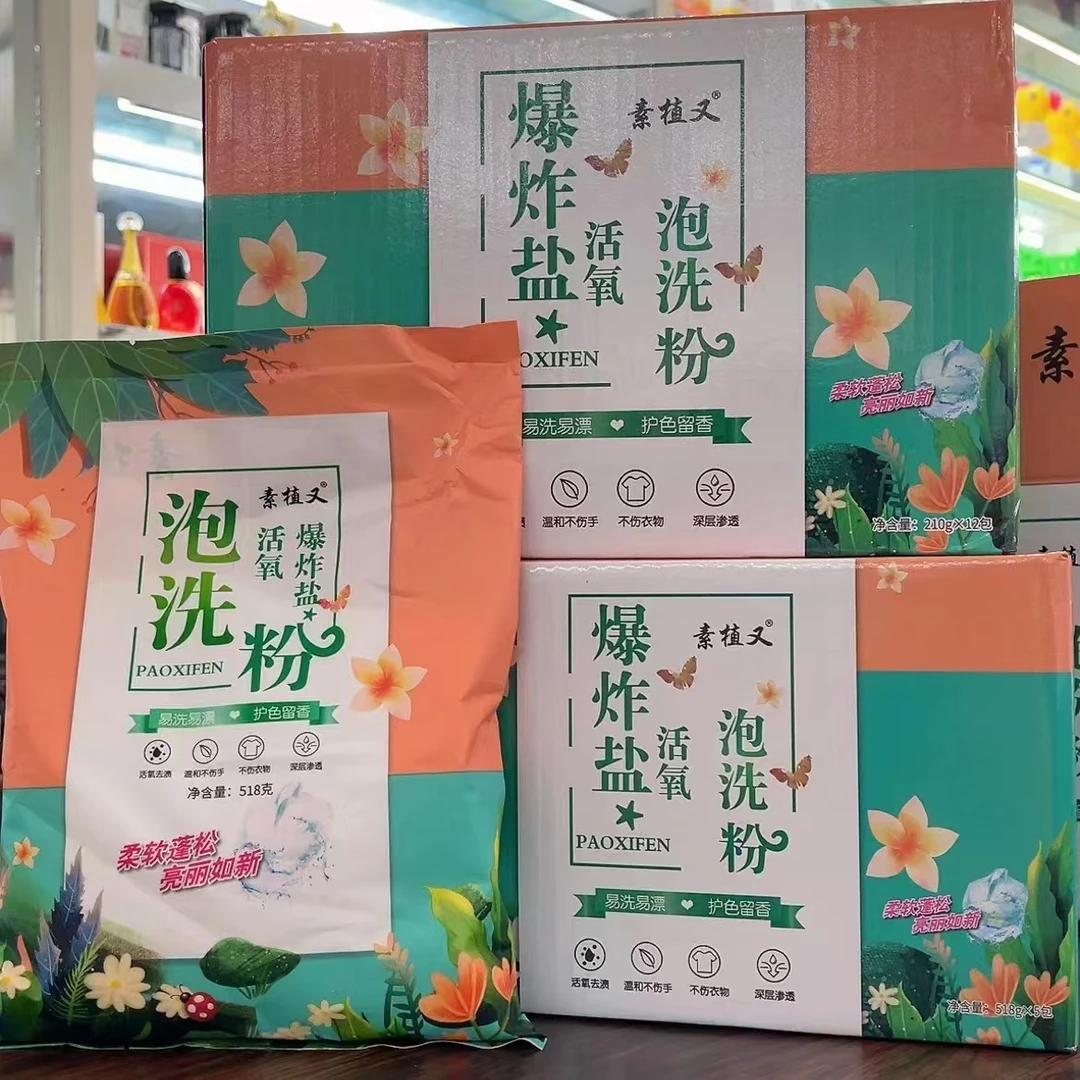 素植又®
爆炸盐
活氧
泡洗粉
OXIFEN
易洗易漂 护色留香
温和不伤手 不伤衣物 深层渗透
柔软蓬松
亮丽如新
净含量：210g×12包
素
素植又®
泡洗粉
活氧
爆炸盐
PAOXIFEN
易洗易漂 护色留香
活氧去渍 温和不伤手 不伤衣物 深层渗透
净含量：518克
柔软蓬松
亮丽如新
素植又®
爆炸盐
活氧
泡洗粉
PAOXIFEN
易洗易漂 护色留香
活氧去渍 温和不伤手 不伤衣物 深层渗透
柔软蓬松
亮丽如新
净含量：518g×5包